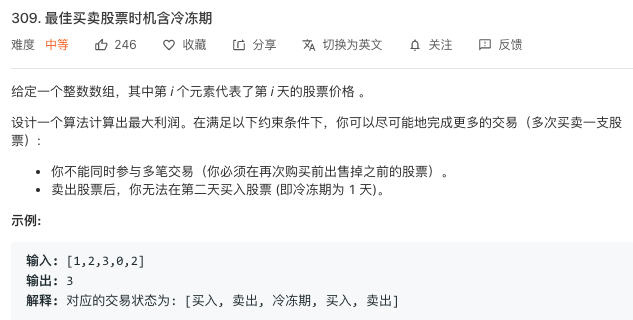 309. 最佳买卖股票时机含冷冻期
难度 中等 246 收藏 分享 切换为英文 关注 反馈
给定一个整数数组，其中第 i 个元素代表了第 i 天的股票价格 。
设计一个算法计算出最大利润。在满足以下约束条件下，你可以尽可能地完成更多的交易（多次买卖一支股
票）:
• 你不能同时参与多笔交易（你必须在再次购买前出售掉之前的股票）。
• 卖出股票后，你无法在第二天买入股票 (即冷冻期为 1 天)。
示例:
输入: [1,2,3,0,2]
输出: 3
解释: 对应的交易状态为: [买入, 卖出, 冷冻期, 买入, 卖出]